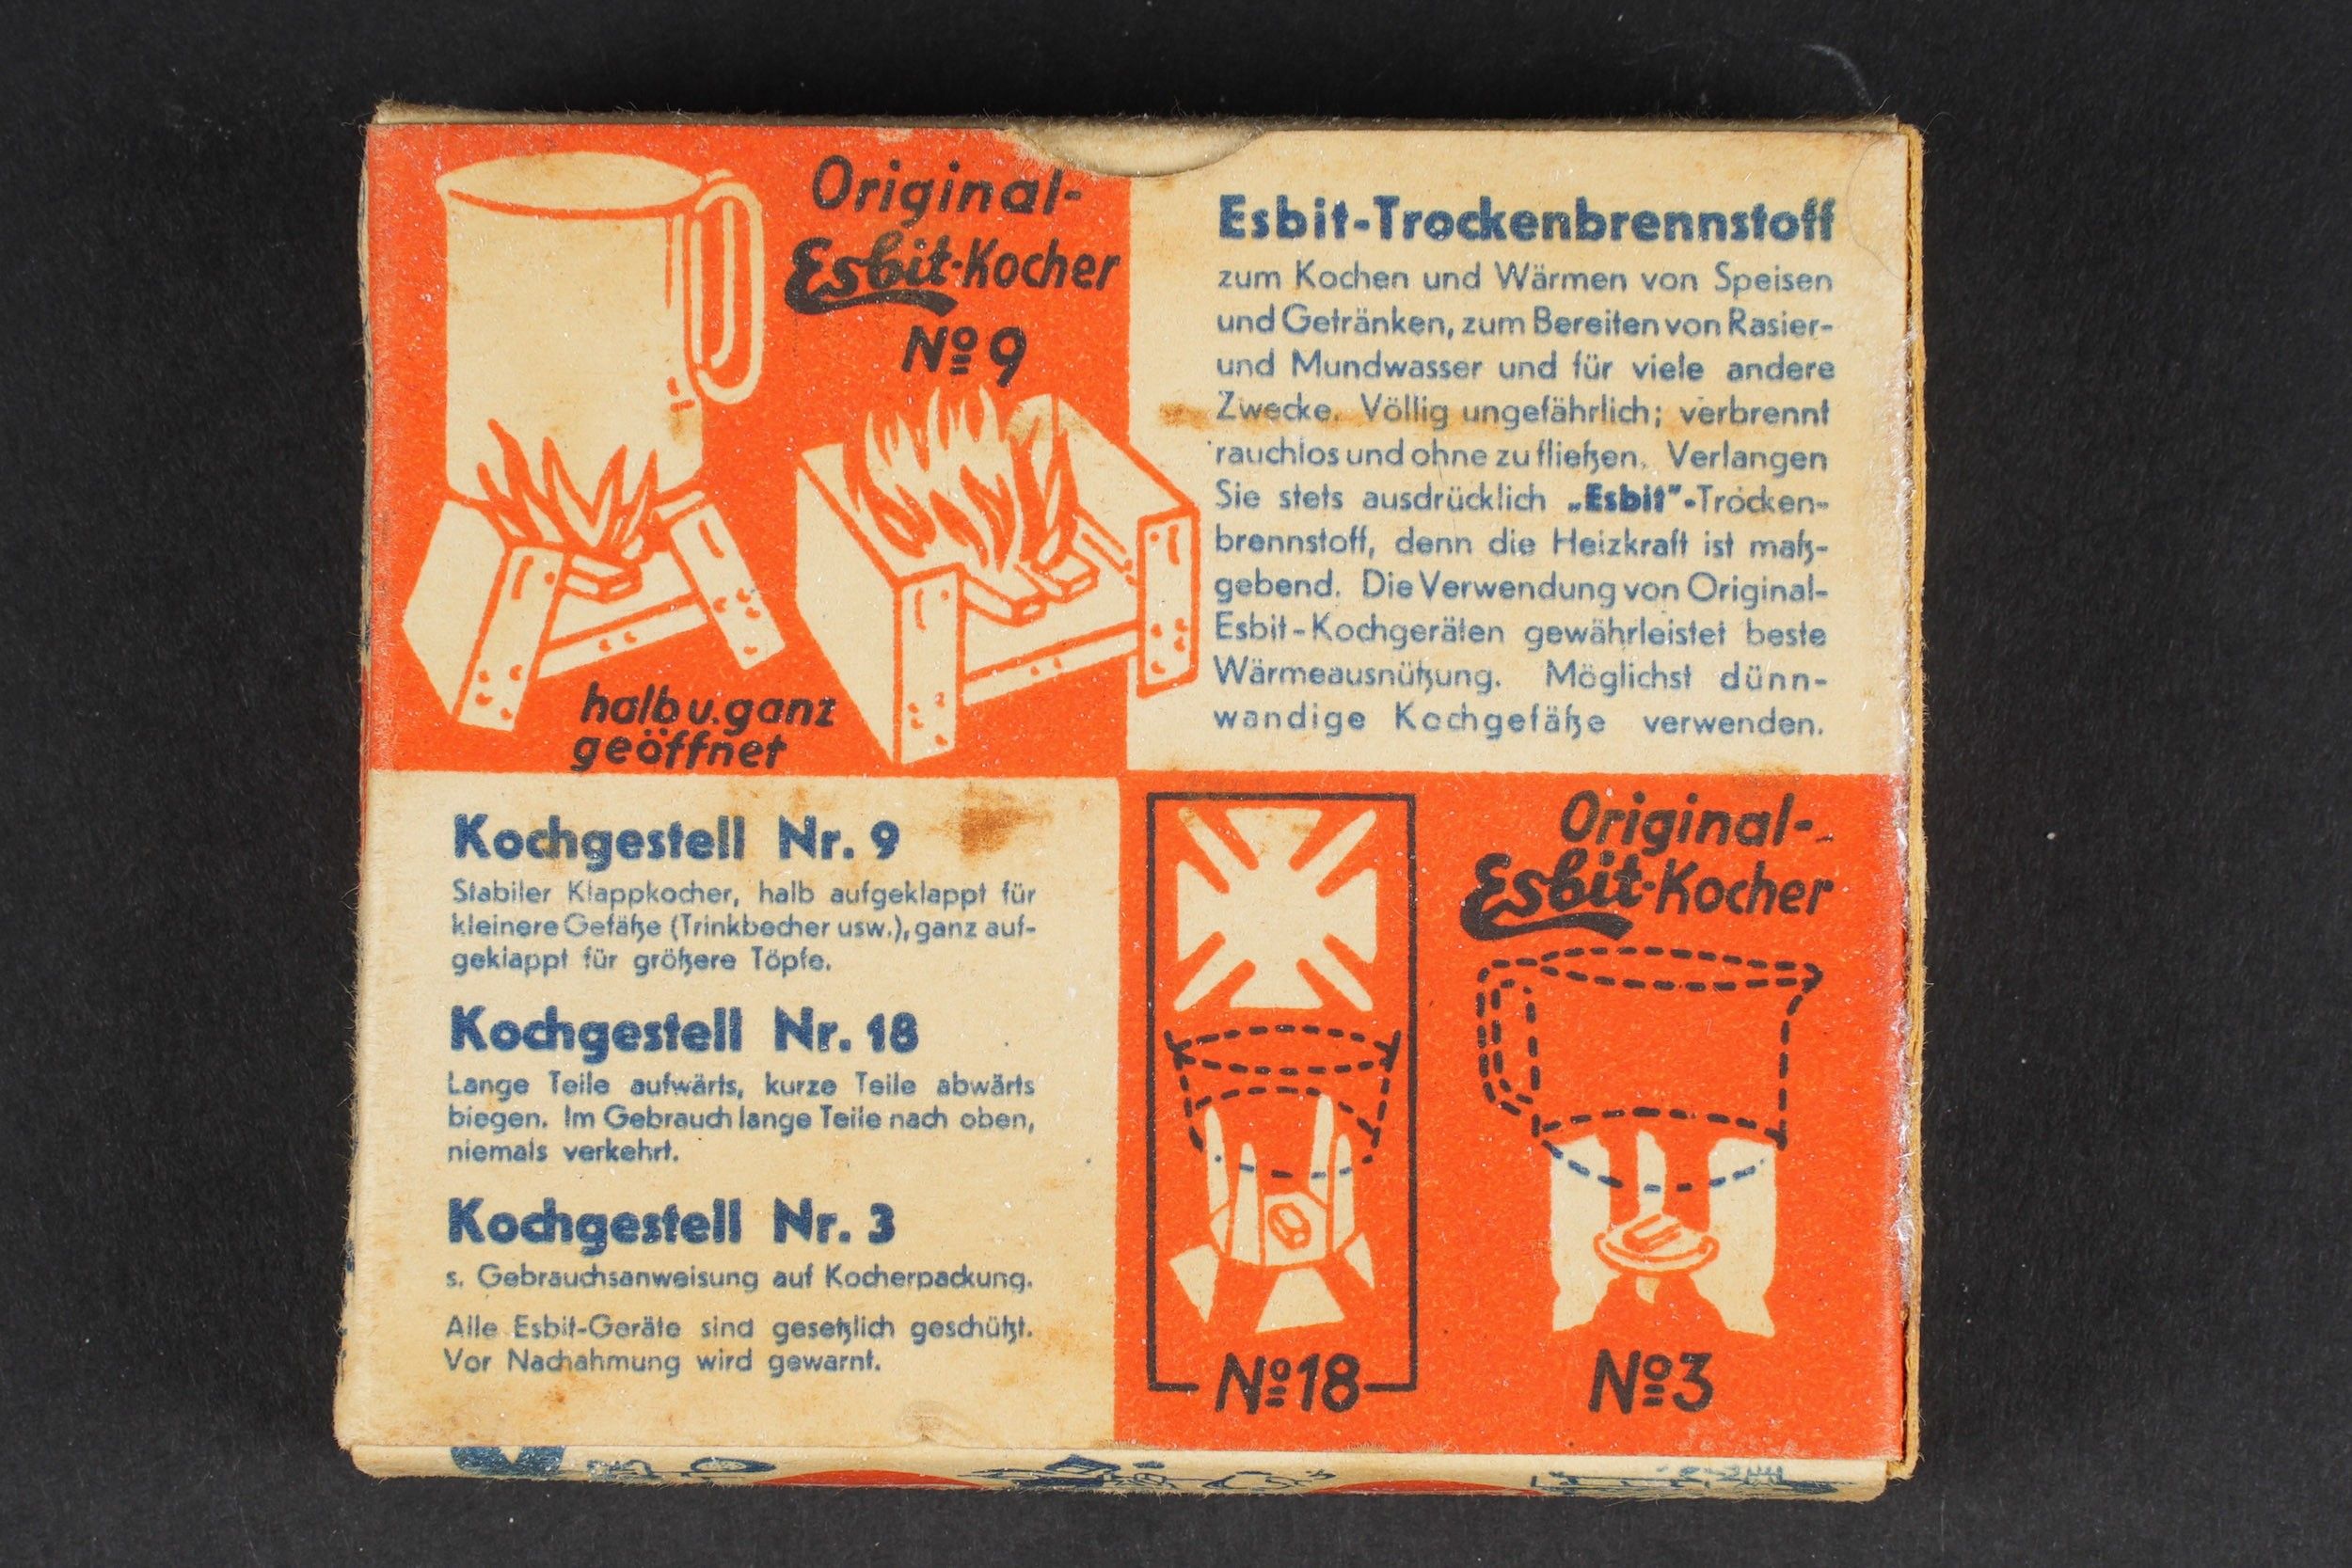 Original-
Esbit-Kocher
Nº 9
halb u. ganz
geöffnet
Esbit-Trockenbrennstoff
zum Kochen und Wärmen von Speisen
und Getränken, zum Bereiten von Rasier-
und Mundwasser und für viele andere
Zwecke. Völlig ungefährlich; verbrennt
rauchlos und ohne zu fließen. Verlangen
Sie stets ausdrücklich „Esbit"-Trocken-
brennstoff, denn die Heizkraft ist maß-
gebend. Die Verwendung von Original-
Esbit-Kochgeräten gewährleistet beste
Wärmeausnützung. Möglichst dünn-
wandige Kochgefäße verwenden.
Kochgestell Nr. 9
Stabiler Klappkocher, halb aufgeklappt für
kleinere Gefäße (Trinkbecher usw.), ganz auf-
geklappt für größere Töpfe.
Kochgestell Nr. 18
Lange Teile aufwärts, kurze Teile abwärts
biegen. Im Gebrauch lange Teile nach oben,
niemals verkehrt.
Kochgestell Nr. 3
s. Gebrauchsanweisung auf Kocherpackung.
Alle Esbit-Geräte sind gesetzlich geschützt.
Vor Nachahmung wird gewarnt.
Original-
Esbit-Kocher
Nº 18
Nº 3